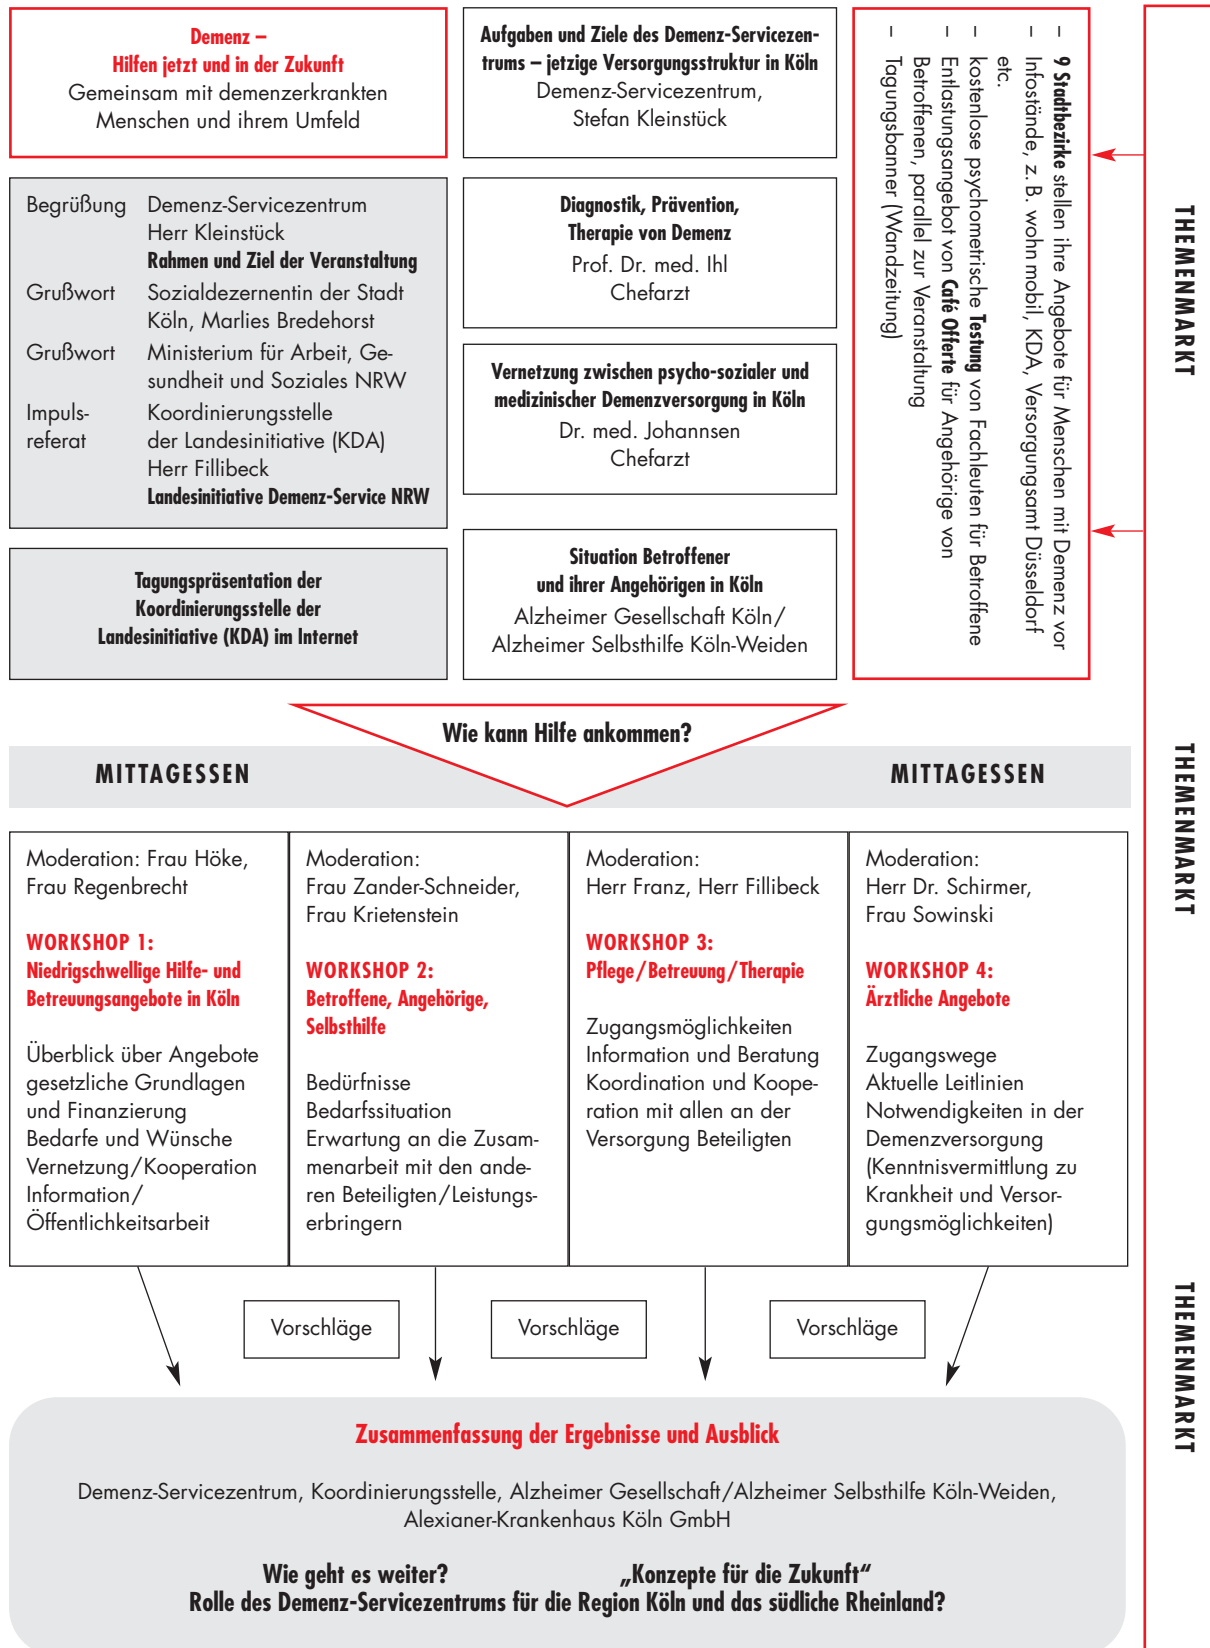 Demenz –
Hilfen jetzt und in der Zukunft
Gemeinsam mit demenzerkrankten
Menschen und ihrem Umfeld
Begrüßung Demenz-Servicezentrum
Herr Kleinstück
Rahmen und Ziel der Veranstaltung
Grußwort Sozialdezernentin der Stadt
Köln, Marlies Bredehorst
Grußwort Ministerium für Arbeit, Ge-
sundheit und Soziales NRW
Impuls- Koordinierungsstelle
referat der Landesinitiative (KDA)
Herr Fillibeck
Landesinitiative Demenz-Service NRW
Tagungspräsentation der
Koordinierungsstelle der
Landesinitiative (KDA) im Internet
Aufgaben und Ziele des Demenz-Servicezen-
trums – jetzige Versorgungsstruktur in Köln
Demenz-Servicezentrum,
Stefan Kleinstück
Diagnostik, Prävention,
Therapie von Demenz
Prof. Dr. med. Ihl
Chefarzt
Vernetzung zwischen psycho-sozialer und
medizinischer Demenzversorgung in Köln
Dr. med. Johannsen
Chefarzt
Situation Betroffener
und ihrer Angehörigen in Köln
Alzheimer Gesellschaft Köln/
Alzheimer Selbsthilfe Köln-Weiden
– 9 Stadtbezirke stellen ihre Angebote für Menschen mit Demenz vor
– Infostände, z. B. wohn mobil, KDA, Versorgungsamt Düsseldorf
etc.
– kostenlose psychometrische Testung von Fachleuten für Betroffene
– Entlastungsangebot von Café Offerte für Angehörige von
Betroffenen, parallel zur Veranstaltung
– Tagungsbanner (Wandzeitung)
THEMENMARKT
Wie kann Hilfe ankommen?
MITTAGESSEN
MITTAGESSEN
THEMENMARKT
Moderation: Frau Höke,
Frau Regenbrecht
WORKSHOP 1:
Niedrigschwellige Hilfe- und
Betreuungsangebote in Köln
Überblick über Angebote
gesetzliche Grundlagen
und Finanzierung
Bedarfe und Wünsche
Vernetzung/Kooperation
Information/
Öffentlichkeitsarbeit
Moderation:
Frau Zander-Schneider,
Frau Krietenstein
WORKSHOP 2:
Betroffene, Angehörige,
Selbsthilfe
Bedürfnisse
Bedarfssituation
Erwartung an die Zusam-
menarbeit mit den ande-
ren Beteiligten/Leistungs-
erbringern
Moderation:
Herr Franz, Herr Fillibeck
WORKSHOP 3:
Pflege/Betreuung/Therapie
Zugangsmöglichkeiten
Information und Beratung
Koordination und Koope-
ration mit allen an der
Versorgung Beteiligten
Moderation:
Herr Dr. Schirmer,
Frau Sowinski
WORKSHOP 4:
Ärztliche Angebote
Zugangswege
Aktuelle Leitlinien
Notwendigkeiten in der
Demenzversorgung
(Kenntnisvermittlung zu
Krankheit und Versor-
gungsmöglichkeiten)
Vorschläge
Vorschläge
Vorschläge
THEMENMARKT
Zusammenfassung der Ergebnisse und Ausblick
Demenz-Servicezentrum, Koordinierungsstelle, Alzheimer Gesellschaft/Alzheimer Selbsthilfe Köln-Weiden,
Alexianer-Krankenhaus Köln GmbH
Wie geht es weiter? „Konzepte für die Zukunft“
Rolle des Demenz-Servicezentrums für die Region Köln und das südliche Rheinland?